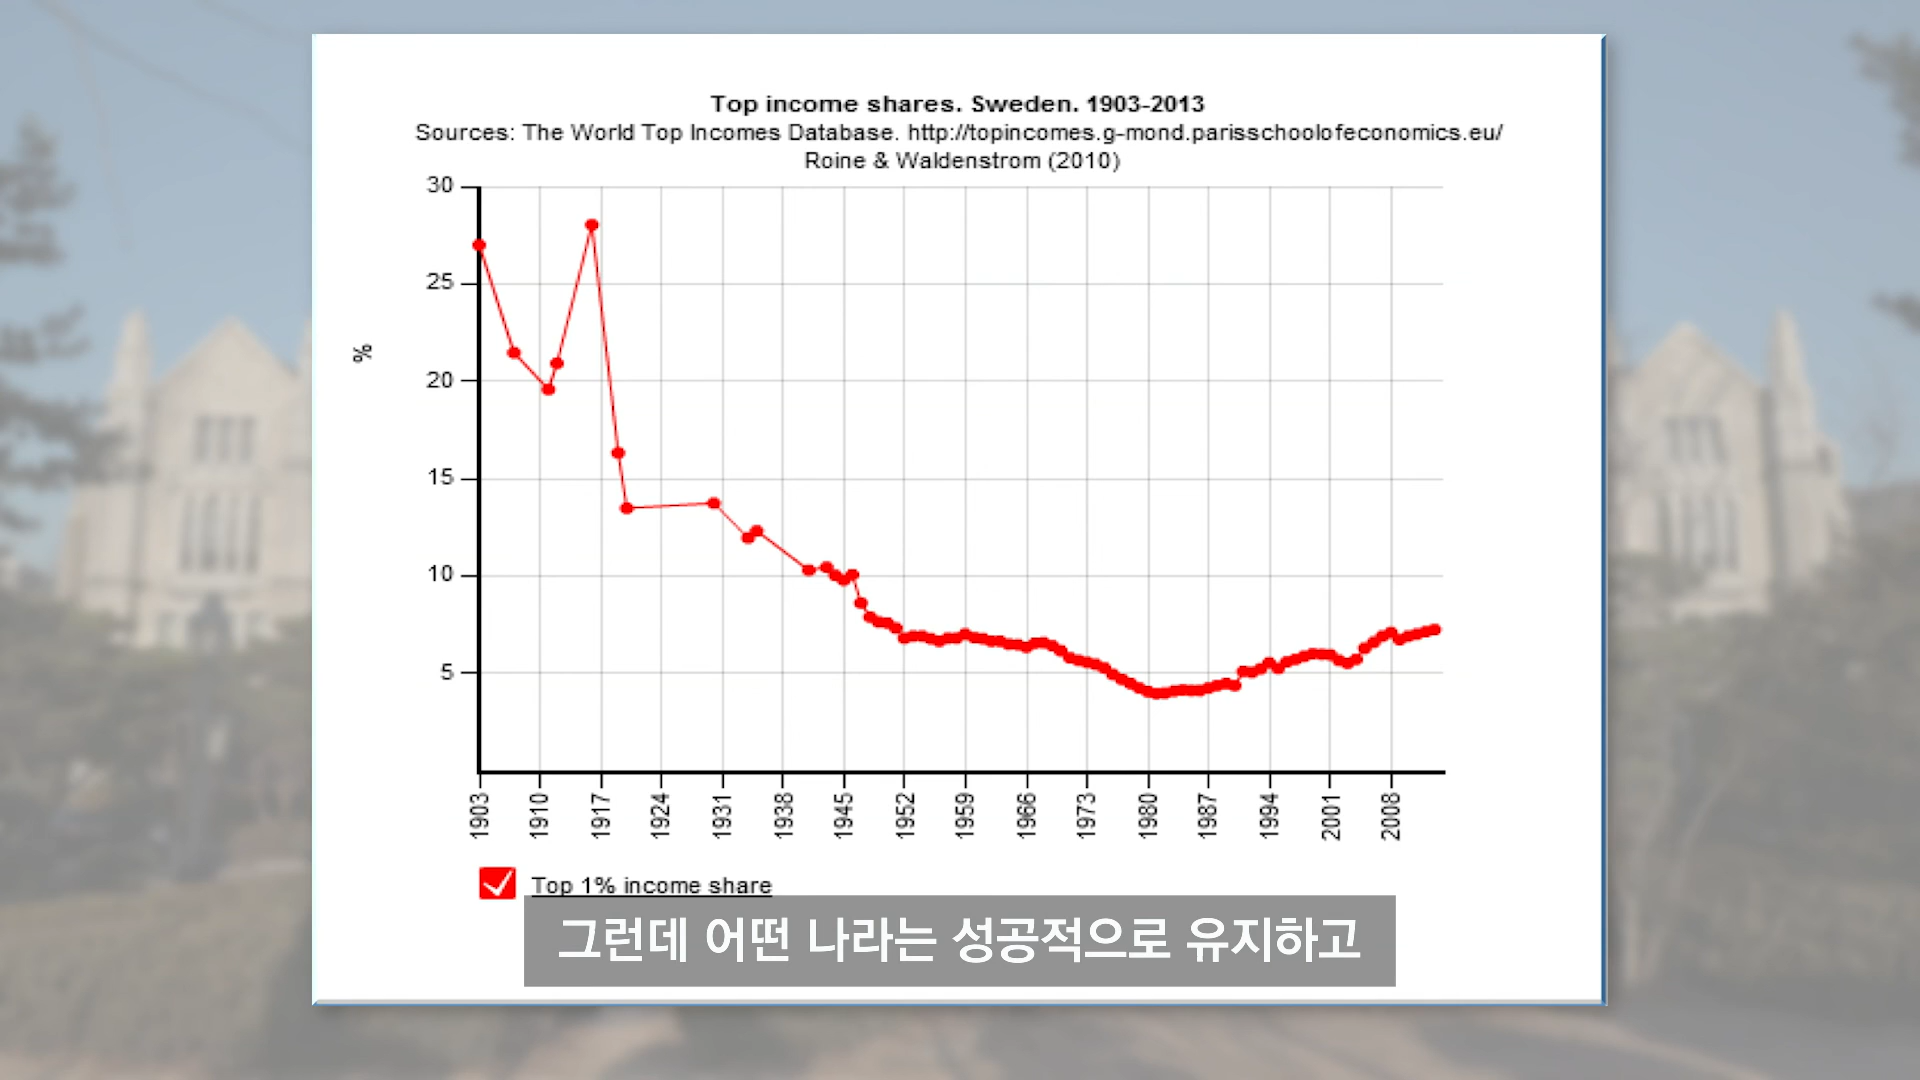 Top income shares. Sweden. 1903-2013
Sources: The World Top Incomes Database. http://topincomes.g-mond.parisschoolofeconomics.eu/
Roine & Waldenstrom (2010)
30
25
%
20
15
10
5
1903 1910 1917 1924 1931 1938 1945 1952 1959 1966 1973 1980 1987 1994 2001 2008
Top 1% income share
그런데 어떤 나라는 성공적으로 유지하고